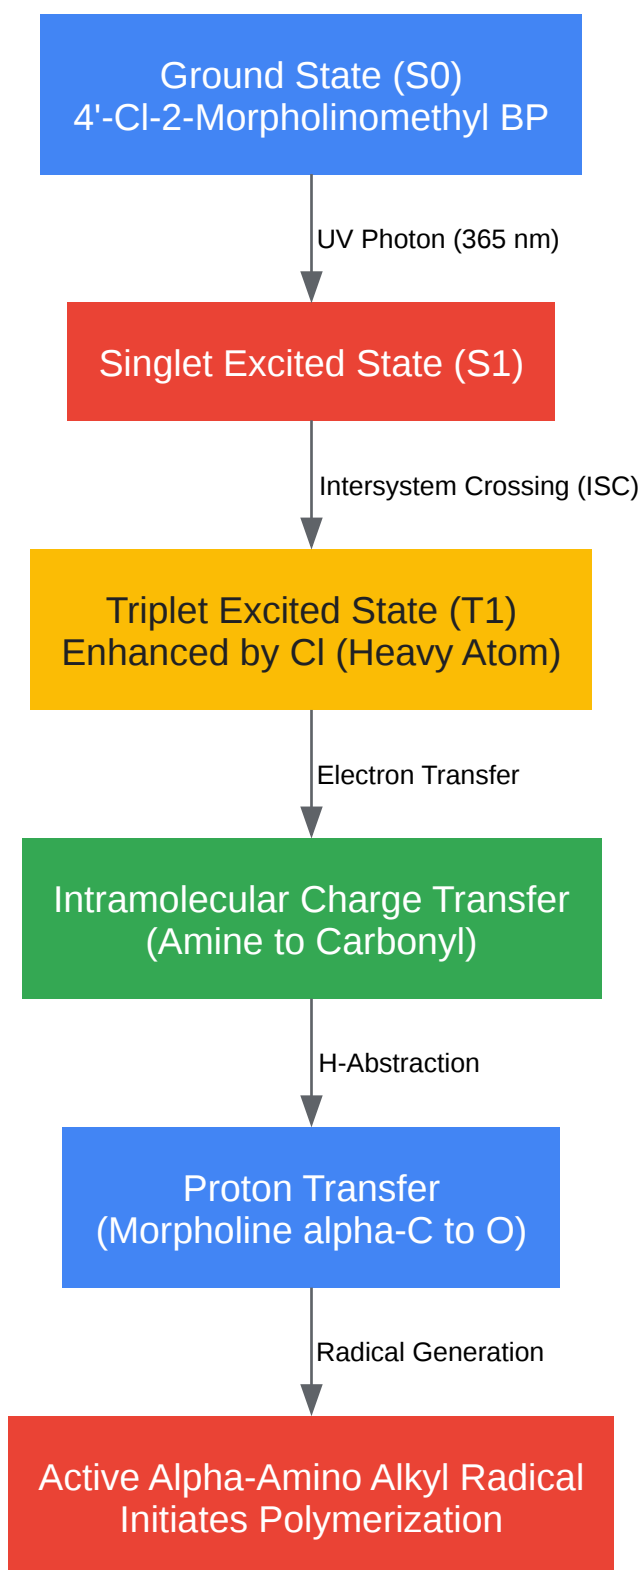 Ground State (S0)
4'-Cl-2-Morpholinomethyl BP
UV Photon (365 nm)
Singlet Excited State (S1)
Intersystem Crossing (ISC)
Triplet Excited State (T1)
Enhanced by Cl (Heavy Atom)
Electron Transfer
Intramolecular Charge Transfer
(Amine to Carbonyl)
H-Abstraction
Proton Transfer
(Morpholine alpha-C to O)
Radical Generation
Active Alpha-Amino Alkyl Radical
Initiates Polymerization